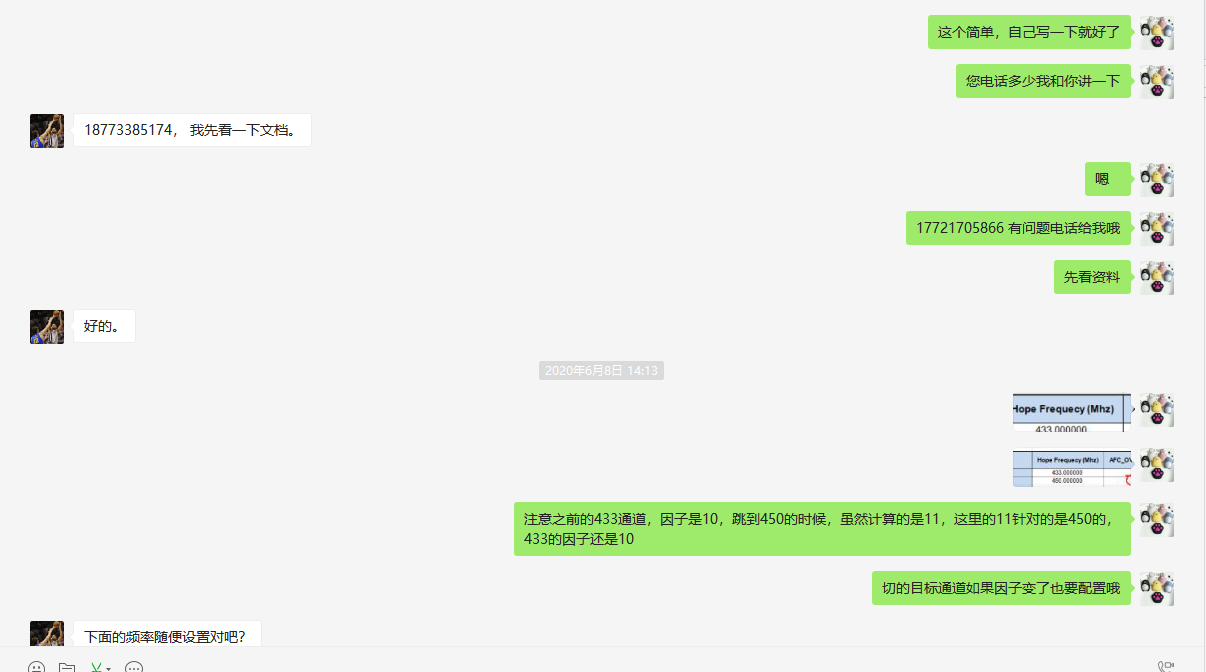 这个简单，自己写一下就好了
您电话多少我和你讲一下
18773385174， 我先看一下文档。
嗯
17721705866 有问题电话给我哦
先看资料
好的。
2020年6月8日 14:13
Hope Frequecy (Mhz)
433.000000
Hope Frequecy (Mhz) AFC_OV
433.000000
450.000000
注意之前的433通道，因子是10，跳到450的时候，虽然计算的是11，这里的11针对的是450的，
433的因子还是10
切的目标通道如果因子变了也要配置哦
下面的频率随便设置对吧？